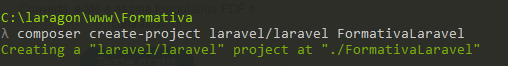 C:\laragon\www\Formativa
λ composer create-project laravel/laravel FormativaLaravel
Creating a "laravel/laravel" project at "./FormativaLaravel"